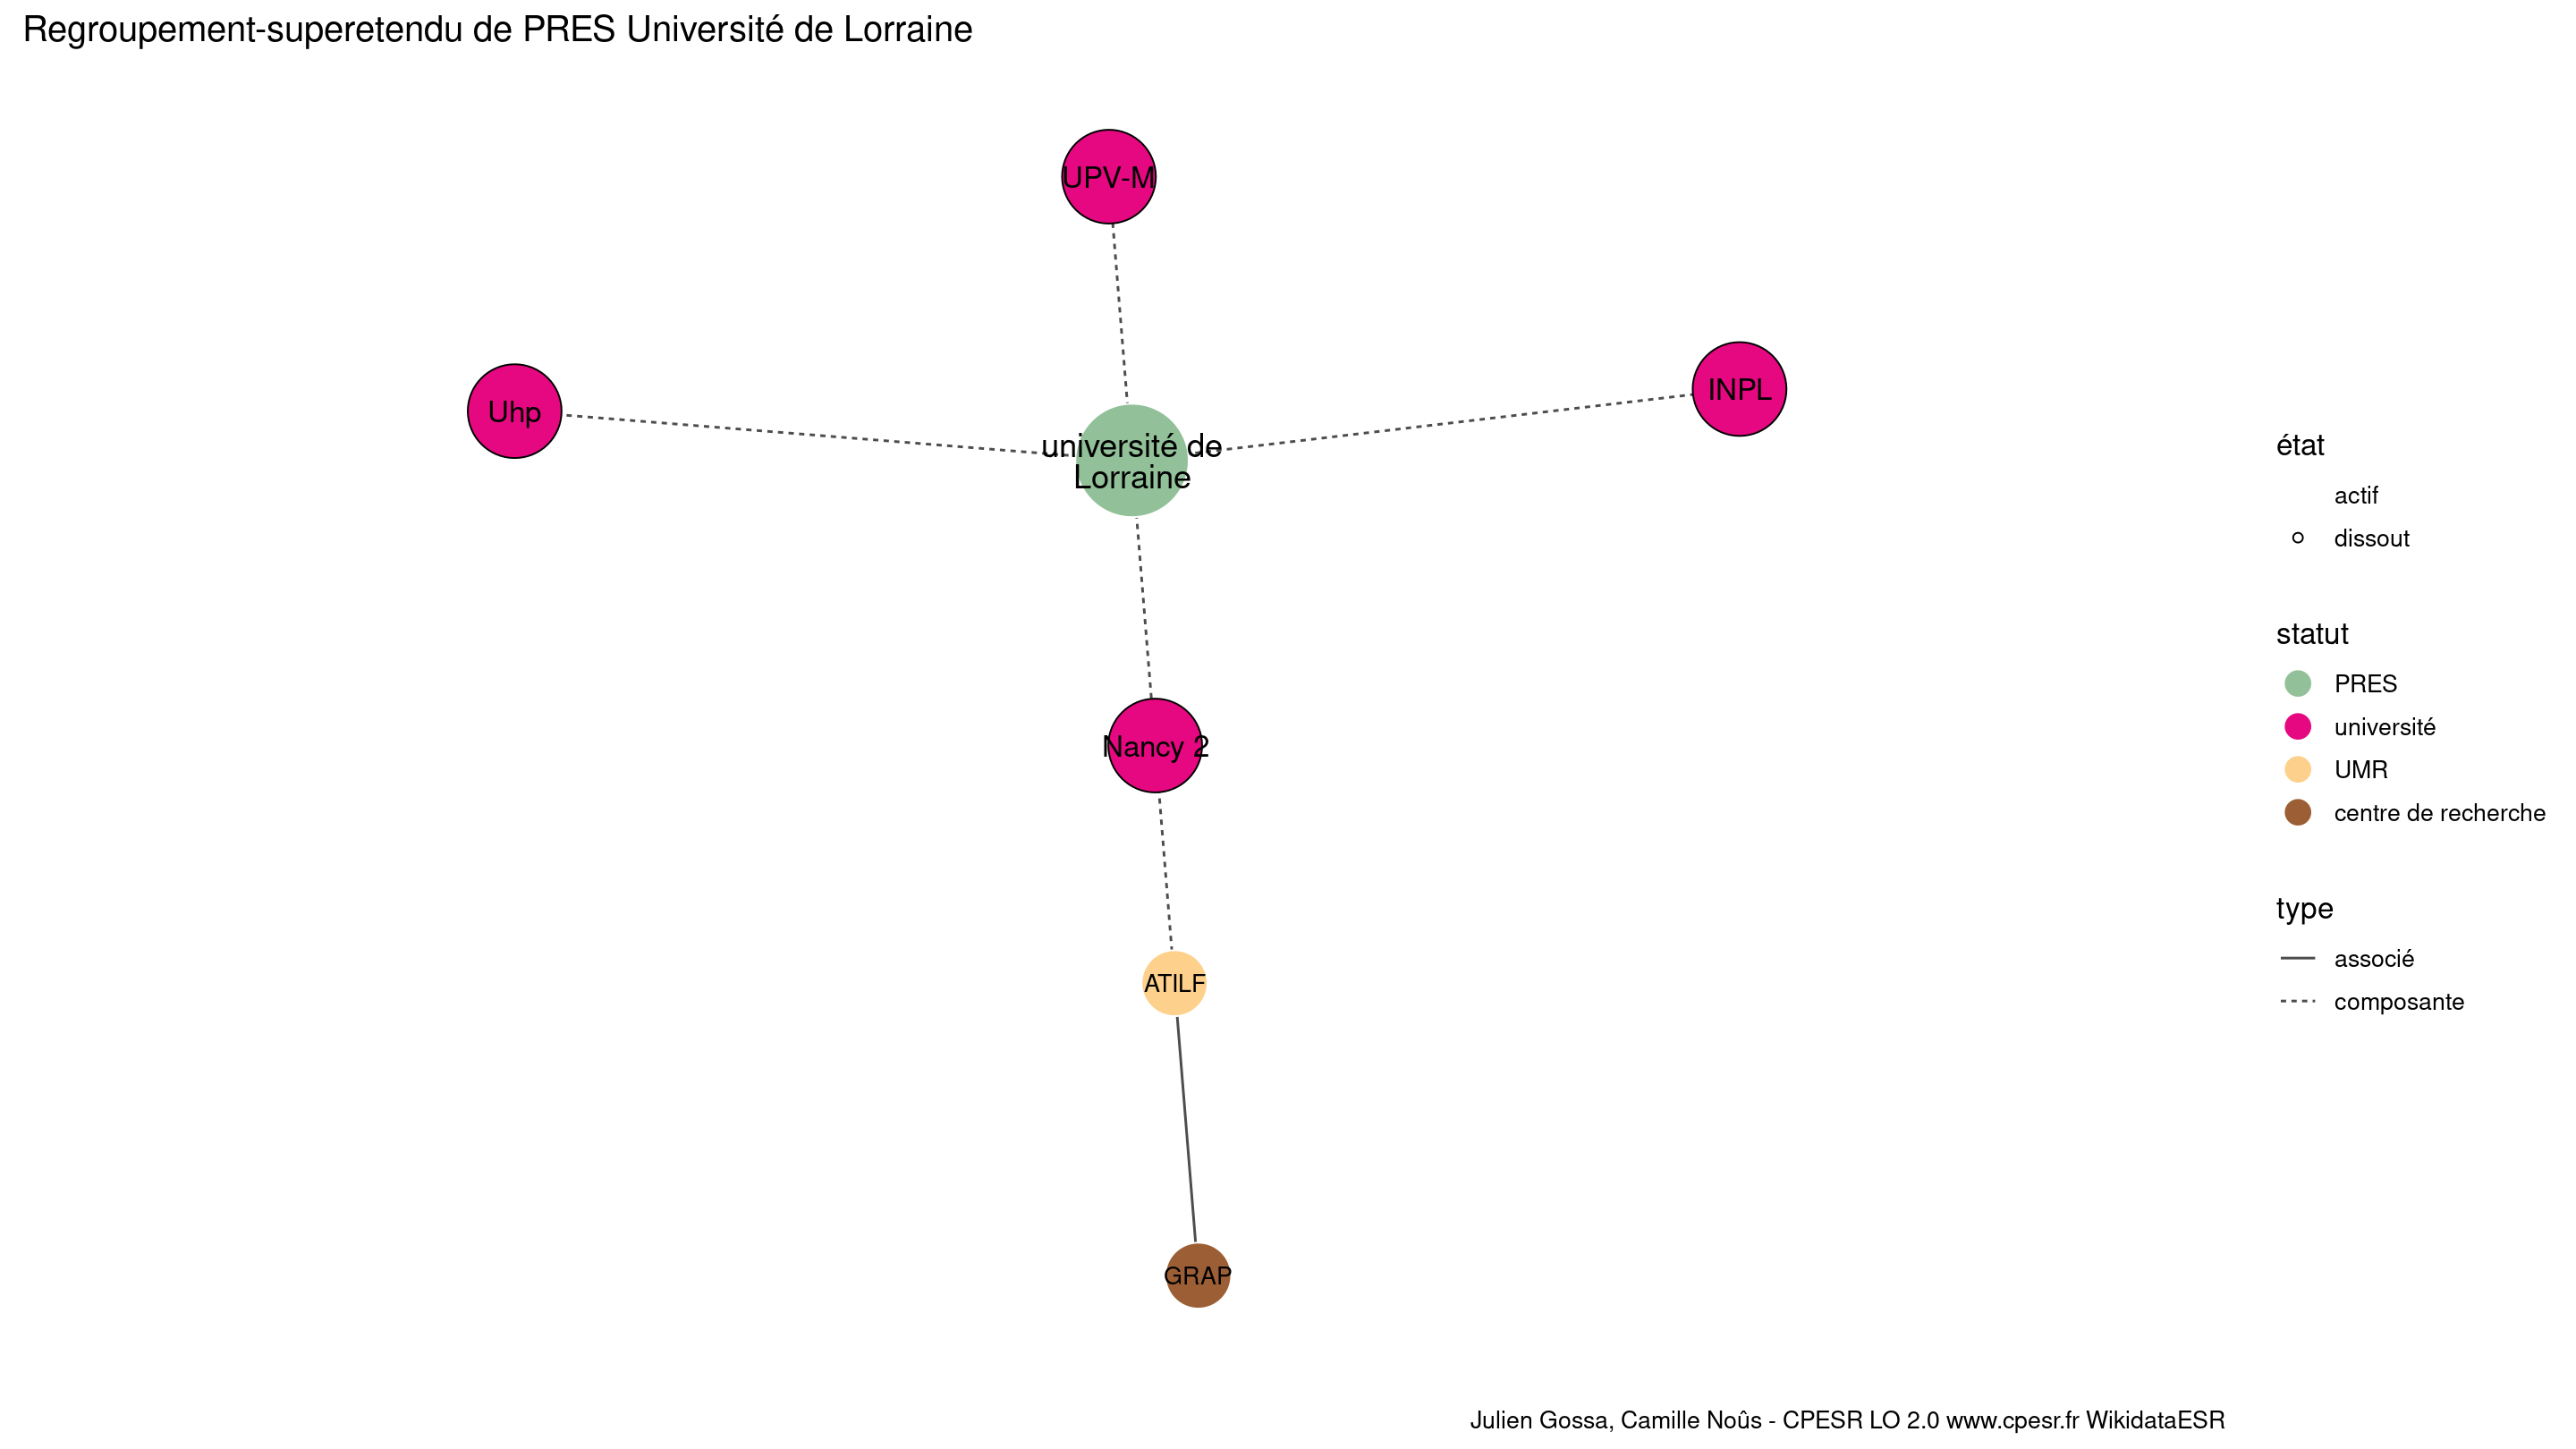 Regroupement-superetendu de PRES Université de Lorraine
UPV-M
INPL
Uhp
université de
Lorraine
Nancy 2
ATILF
GRAP
état
actif
dissout
statut
PRES
université
UMR
centre de recherche
type
associé
composante
Julien Gossa, Camille Noûs - CPESR LO 2.0 www.cpesr.fr WikidataESR